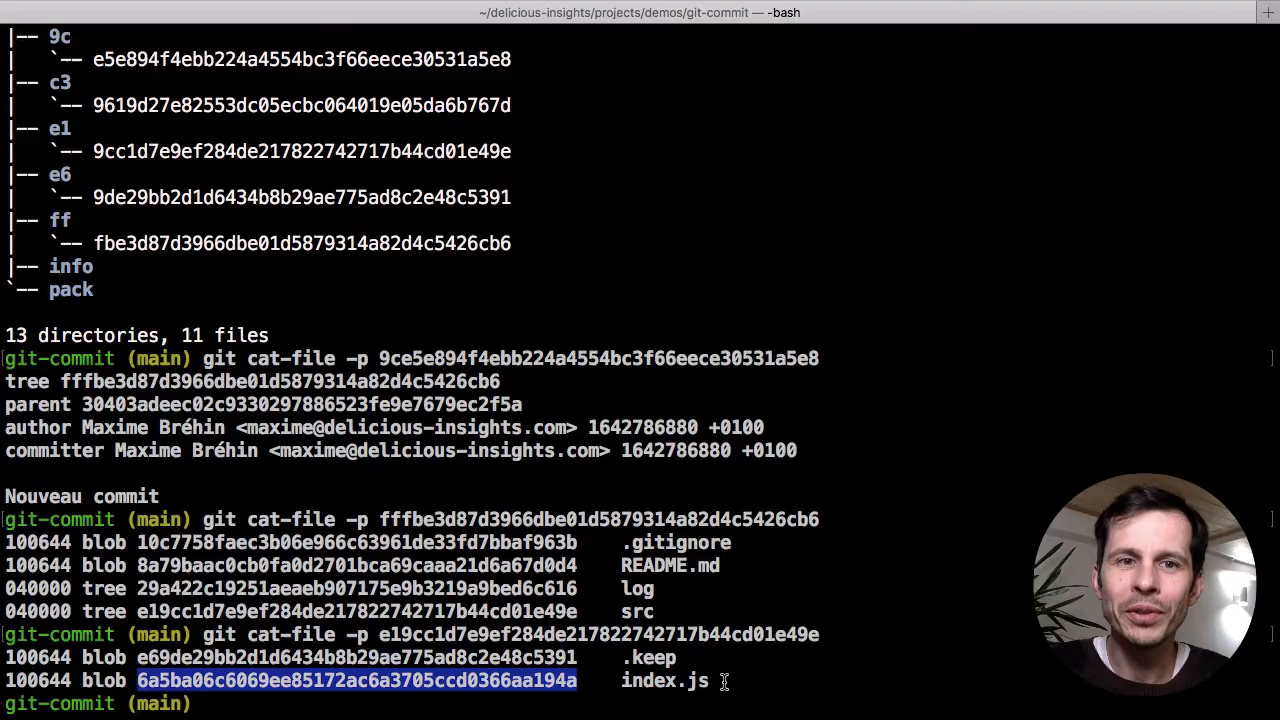 ~/delicious-insights/projects/demos/git-commit — -bash
|-- 9c
|   `-- e5e894f4ebb224a4554bc3f66eece30531a5e8
|-- c3
|   `-- 9619d27e82553dc05ecbc064019e05da6b767d
|-- e1
|   `-- 9cc1d7e9ef284de217822742717b44cd01e49e
|-- e6
|   `-- 9de29bb2d1d6434b8b29ae775ad8c2e48c5391
|-- ff
|   `-- fbe3d87d3966dbe01d5879314a82d4c5426cb6
|-- info
`-- pack
13 directories, 11 files
git-commit (main) git cat-file -p 9ce5e894f4ebb224a4554bc3f66eece30531a5e8
tree fffbe3d87d3966dbe01d5879314a82d4c5426cb6
parent 30403adeec02c9330297886523fe9e7679ec2f5a
author Maxime Bréhin <maxime@delicious-insights.com> 1642786880 +0100
committer Maxime Bréhin <maxime@delicious-insights.com> 1642786880 +0100
Nouveau commit
git-commit (main) git cat-file -p fffbe3d87d3966dbe01d5879314a82d4c5426cb6
100644 blob 10c7758faec3b06e966c63961de33fd7bbaf963b    .gitignore
100644 blob 8a79baac0cb0fa0d2701bca69caaa21d6a67d0d4    README.md
040000 tree 29a422c19251aeaeb907175e9b3219a9bed6c616    log
040000 tree e19cc1d7e9ef284de217822742717b44cd01e49e    src
git-commit (main) git cat-file -p e19cc1d7e9ef284de217822742717b44cd01e49e
100644 blob e69de29bb2d1d6434b8b29ae775ad8c2e48c5391    .keep
100644 blob 6a5ba06c6069ee85172ac6a3705ccd0366aa194a    index.js
git-commit (main)